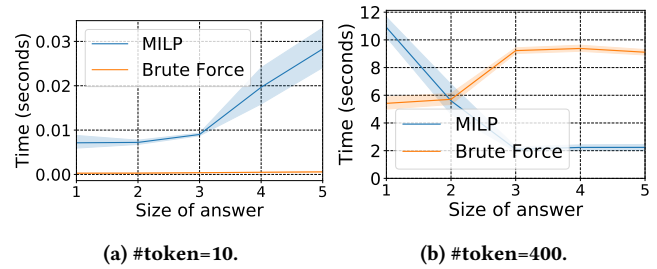 0.03
0.02
0.01
0.00
Time (seconds)
MILP
Brute Force
1 2 3 4 5
Size of answer
(a) #token=10.
12
10
8
6
4
2
0
Time (seconds)
MILP
Brute Force
1 2 3 4 5
Size of answer
(b) #token=400.